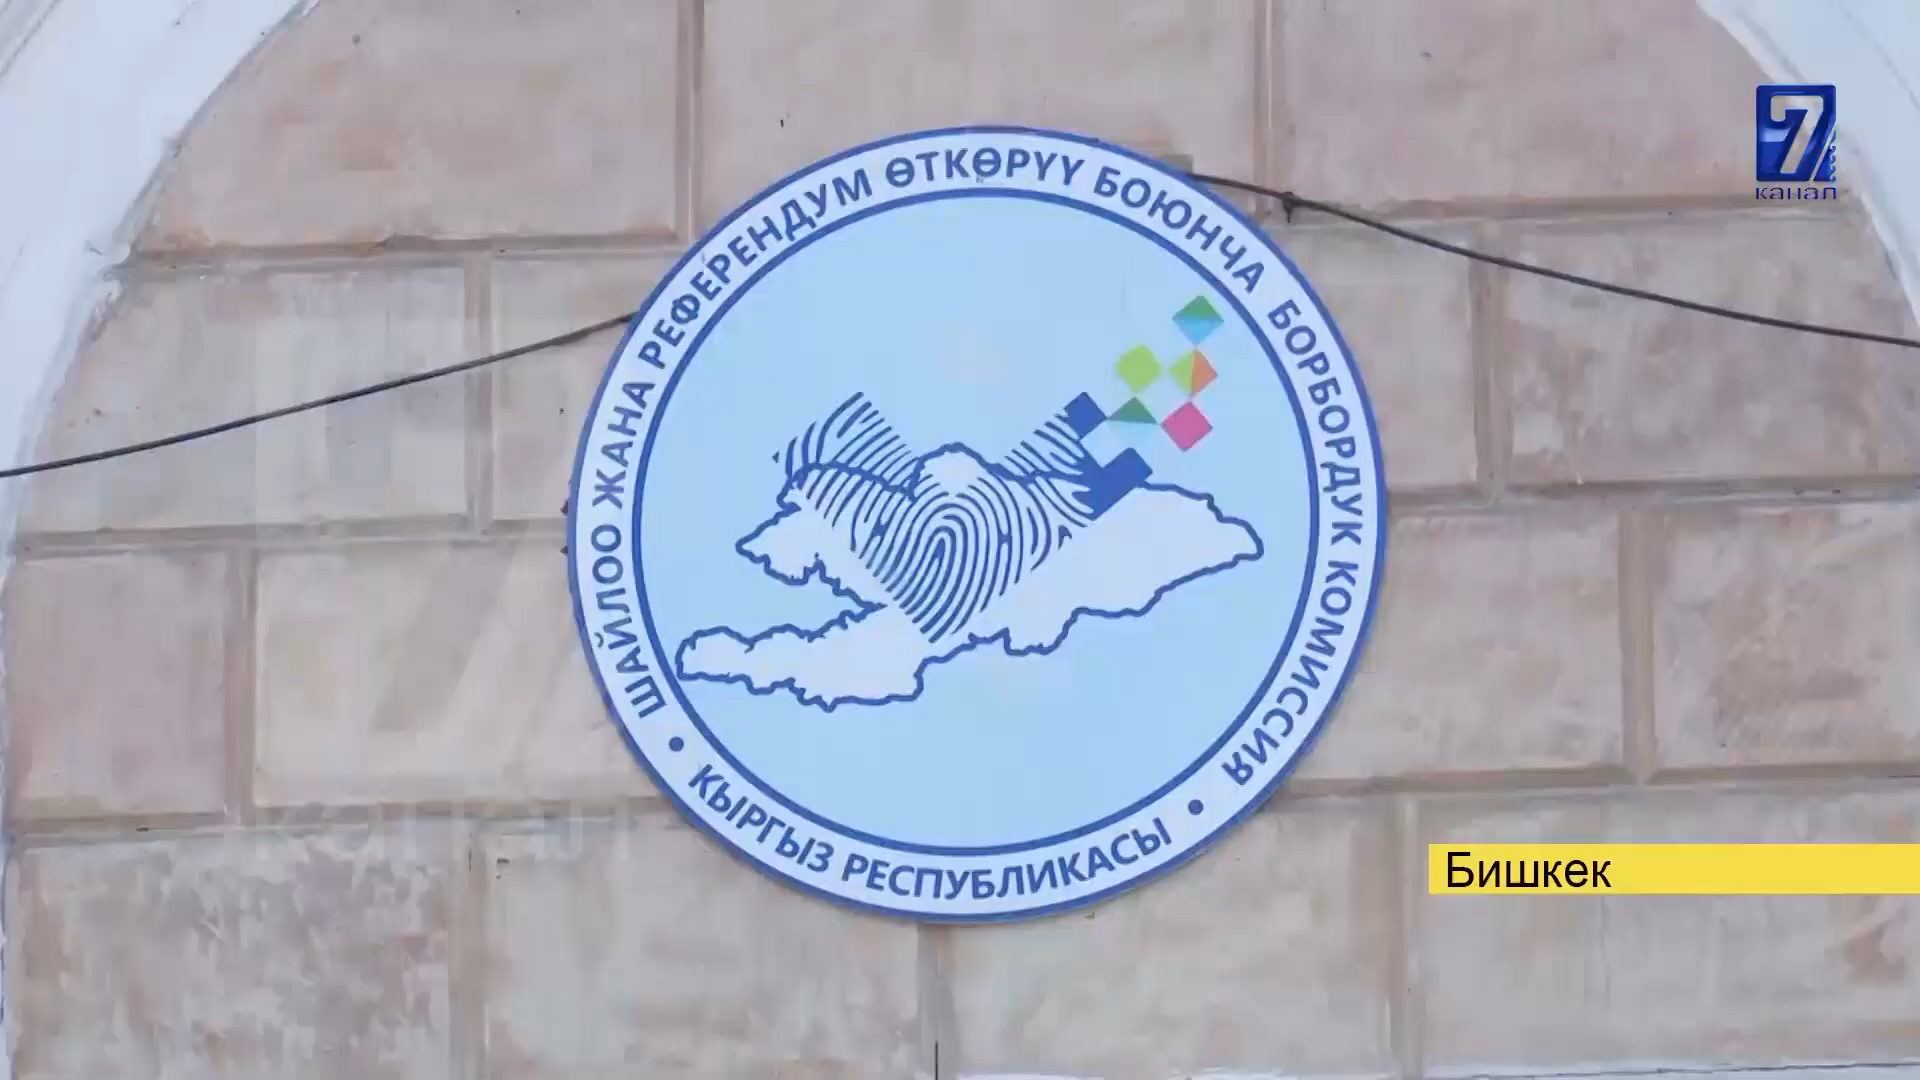 7
канал
ШАЙЛОО ЖАНА РЕФЕРЕНДУМ ӨТКӨРҮҮ БОЮНЧА БОРБОРДУК КОМИССИЯ
• КЫРГЫЗ РЕСПУБЛИКАСЫ •
Бишкек